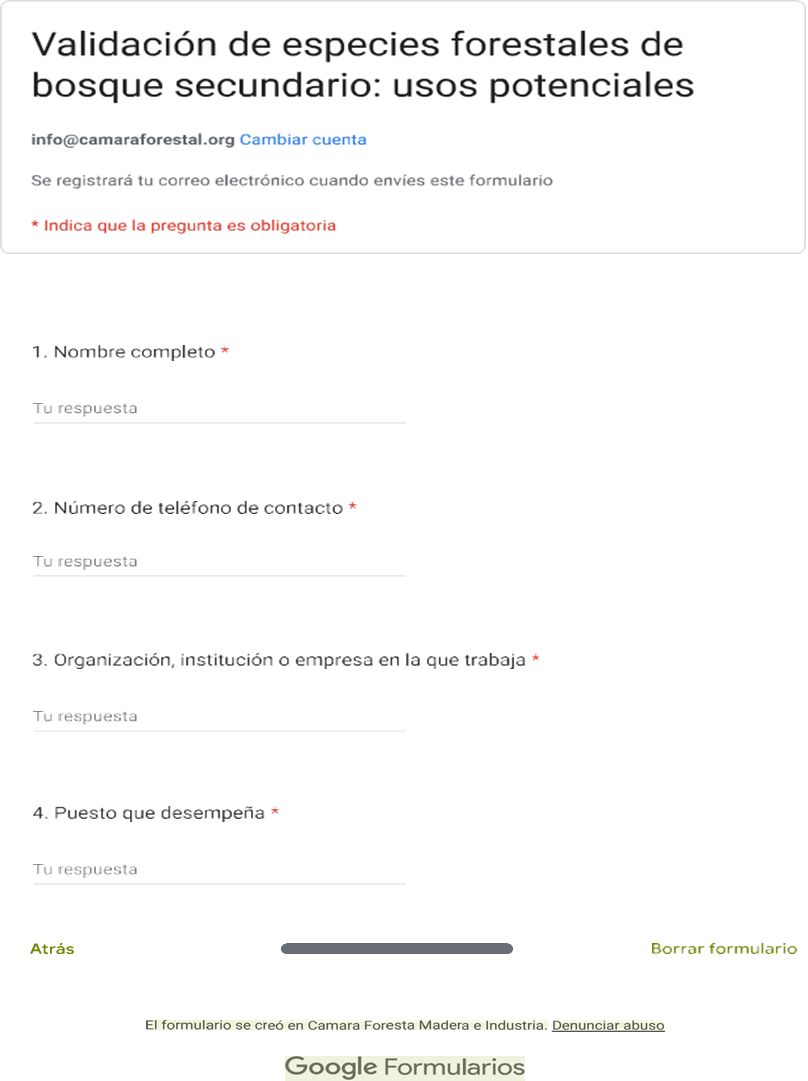 Validación de especies forestales de
bosque secundario: usos potenciales
info@camaraforestal.org Cambiar cuenta
Se registrará tu correo electrónico cuando envíes este formulario
* Indica que la pregunta es obligatoria
1. Nombre completo *
Tu respuesta
2. Número de teléfono de contacto *
Tu respuesta
3. Organización, institución o empresa en la que trabaja *
Tu respuesta
4. Puesto que desempeña *
Tu respuesta
Atrás Borrar formulario
El formulario se creó en Camara Foresta Madera e Industria. Denunciar abuso
Google Formularios